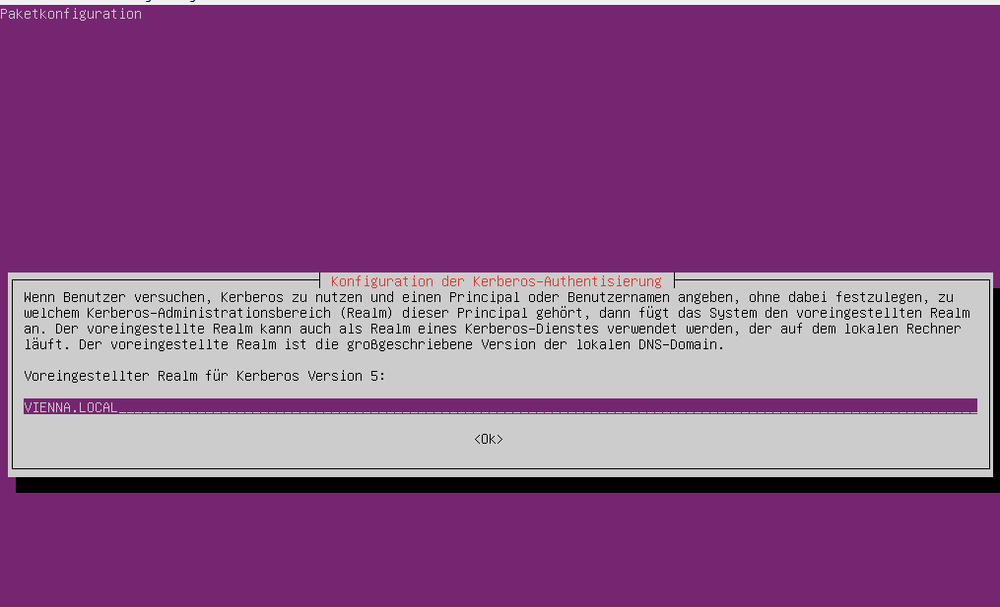 Paketkonfiguration
Konfiguration der Kerberos-Authentisierung
Wenn Benutzer versuchen, Kerberos zu nutzen und einen Principal oder Benutzernamen angeben, ohne dabei festzulegen, zu
welchem Kerberos-Administrationsbereich (Realm) dieser Principal gehört, dann fügt das System den voreingestellten Realm
an. Der voreingestellte Realm kann auch als Realm eines Kerberos-Dienstes verwendet werden, der auf dem lokalen Rechner
läuft. Der voreingestellte Realm ist die großgeschriebene Version der lokalen DNS-Domain.
Voreingestellter Realm für Kerberos Version 5:
VIENNA.LOCAL
<Ok>